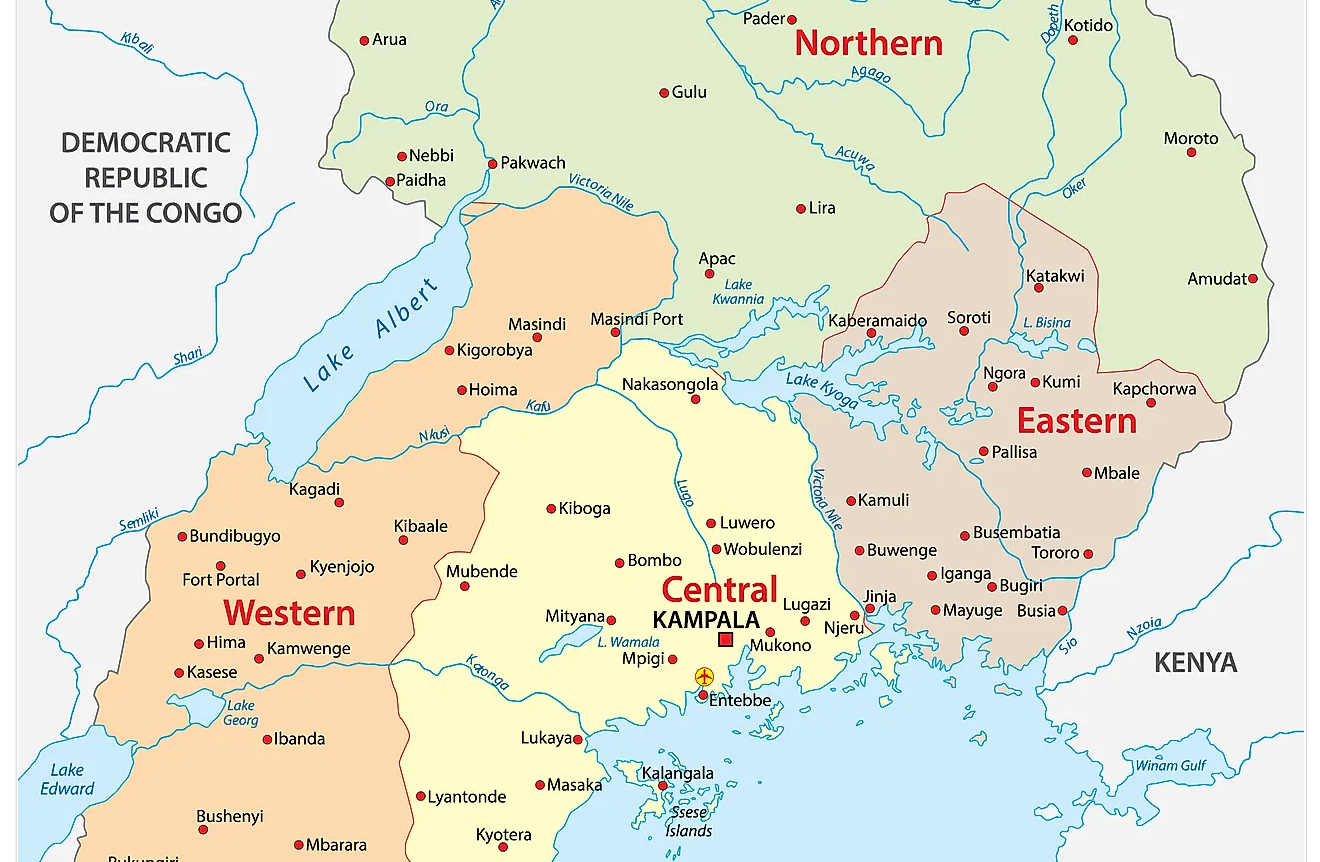 Kibali
Arua
Pader
Northern
Dopeth
Kotido
Agago
Gulu
Ora
DEMOCRATIC
REPUBLIC
OF THE CONGO
Nebbi
Paidha
Pakwach
Victoria Nile
Acuwa
Moroto
Oker
Lira
Apac
Lake
Kwannia
Katakwi
Amudat
Lake Albert
Masindi
Masindi Port
Kaberamaido
Soroti
L. Bisina
Kigorobya
Shari
Hoima
Nakasongola
Lake Kyoga
Ngora
Kumi
Kapchorwa
Kafu
Nkusi
Eastern
Pallisa
Mbale
Kagadi
Lugo
Victoria Nile
Kamuli
Kiboga
Semliki
Bundibugyo
Kibaale
Luwero
Wobulenzi
Busembatia
Buwenge
Tororo
Fort Portal
Kyenjojo
Mubende
Bombo
Iganga
Bugiri
Western
Central
KAMPALA
Lugazi
Jinja
Mayuge
Busia
Mityana
L. Wamala
Njeru
Nzoia
Hima
Kamwenge
Mpigi
Mukono
Sio
KENYA
Kasese
Katonga
Entebbe
Lake
Georg
Ibanda
Lukaya
Lake
Edward
Kalangala
Winam Gulf
Lyantonde
Masaka
Ssese
Islands
Bushenyi
Mbarara
Kyotera
Rukungiri